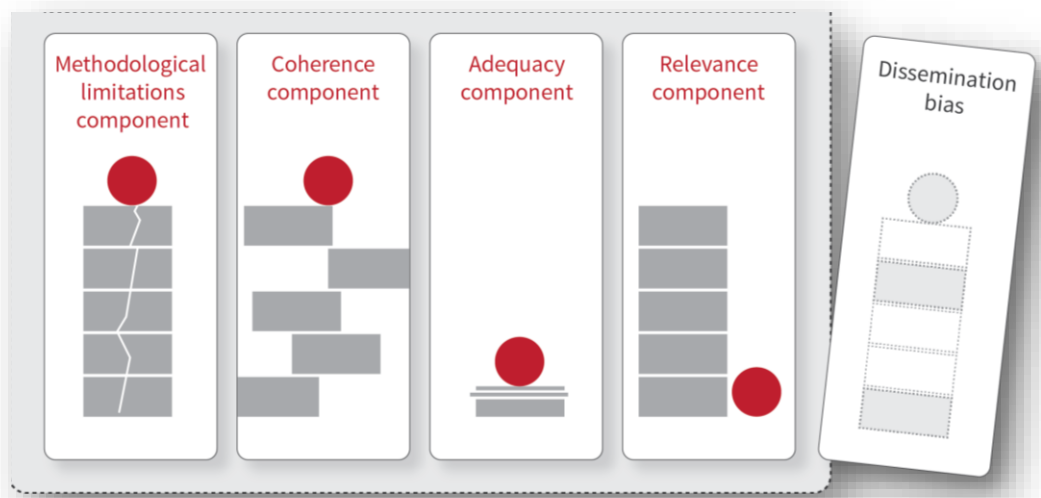 Methodological
limitations
component
Coherence
component
Adequacy
component
Relevance
component
Dissemination
bias